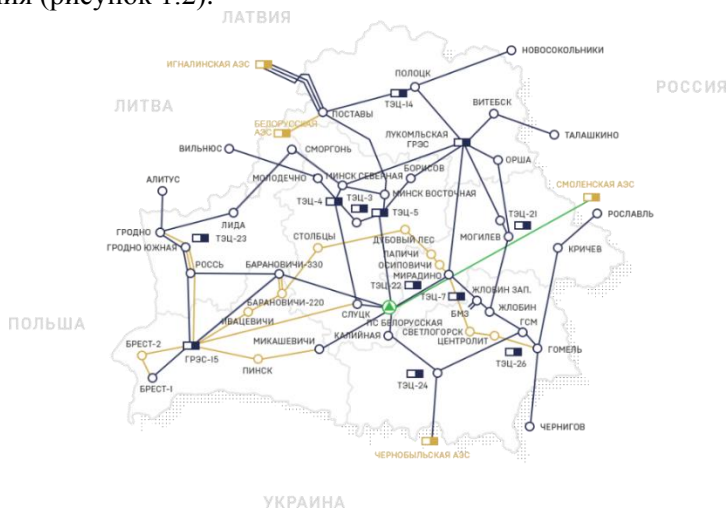 ния (рисунок 1.2).
ЛАТВИЯ
НОВОСОКОЛЬНИКИ
ИГНАЛИНСКАЯ АЭС
ПОЛОЦК
РОССИЯ
ТЭЦ-14
ЛИТВА
ВИТЕБСК
ПОСТАВЫ
БЕЛОРУССКАЯ
АЭС
ЛУКОМЛЬСКАЯ
ГРЭС
ТАЛАШКИНО
ВИЛЬНЮС
СМОРГОНЬ
БОРИСОВ
ОРША
МОЛОДЕЧНО
МИНСК СЕВЕРНАЯ
АЛИТУС
СМОЛЕНСКАЯ АЭС
ТЭЦ-3
МИНСК ВОСТОЧНАЯ
ТЭЦ-4
ТЭЦ-5
ЛИДА
ТЭЦ-21
РОСЛАВЛЬ
ГРОДНО
ТЭЦ-23
СТОЛБЦЫ
ДУБОВЫЙ ЛЕС
МОГИЛЕВ
ГРОДНО ЮЖНАЯ
ЛАПИЧИ
КРИЧЕВ
ОСИПОВИЧИ
РОССЬ
БАРАНОВИЧИ-330
МИРАДИНО
ТЭЦ-22
ЖЛОБИН ЗАП.
БАРАНОВИЧИ-220
ТЭЦ-7
ИВАЦЕВИЧИ
СЛУЦК
БМЗ
ЖЛОБИН
ПОЛЬША
ПС БЕЛОРУССКАЯ
ГСМ
СВЕТЛОГОРСК
КАЛИЙНАЯ
БРЕСТ-2
МИКАШЕВИЧИ
ЦЕНТРОЛИТ
ГОМЕЛЬ
ГРЭС-15
ТЭЦ-26
ПИНСК
ТЭЦ-24
БРЕСТ-1
ЧЕРНИГОВ
ЧЕРНОБЫЛЬСКАЯ АЭС
УКРАИНА